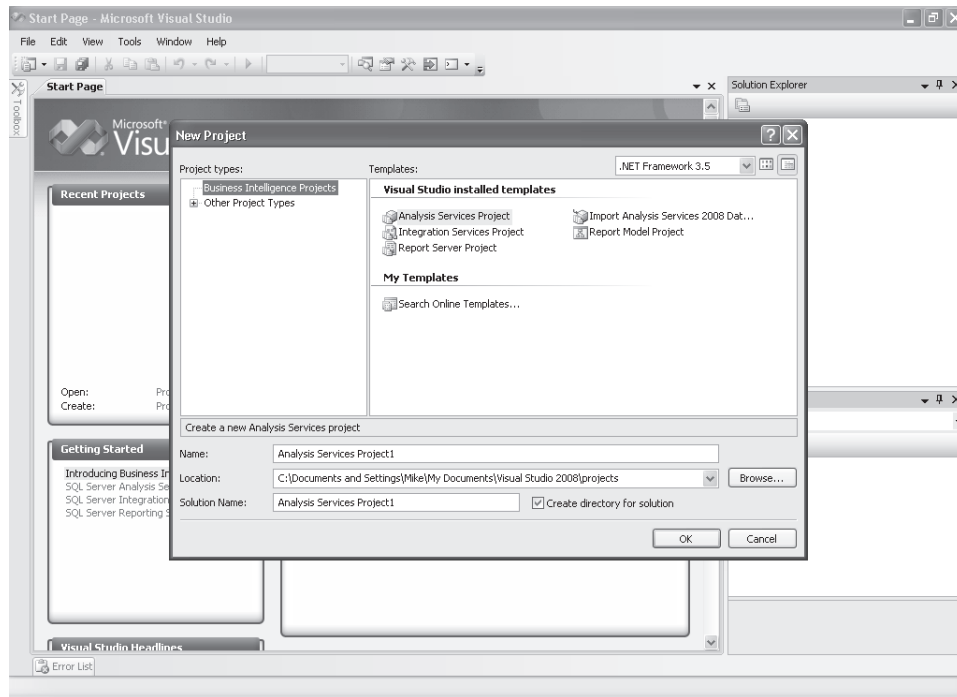 Start Page - Microsoft Visual Studio
File Edit View Tools Window Help
Toolbox
Start Page
Solution Explorer
Microsoft
Visu
Recent Projects
Open: Pro
Create: Pro
Getting Started
Introducing Business In
SQL Server Analysis Se
SQL Server Integration
SQL Server Reporting S
Visual Studio Headlines
New Project
Project types:
Business Intelligence Projects
Other Project Types
Templates:
.NET Framework 3.5
Visual Studio installed templates
Analysis Services Project
Import Analysis Services 2008 Dat...
Integration Services Project
Report Model Project
Report Server Project
My Templates
Search Online Templates...
Create a new Analysis Services project
Name: Analysis Services Project1
Location: C:\Documents and Settings\Mike\My Documents\Visual Studio 2008\projects
Browse...
Solution Name: Analysis Services Project1
Create directory for solution
OK Cancel
Error List